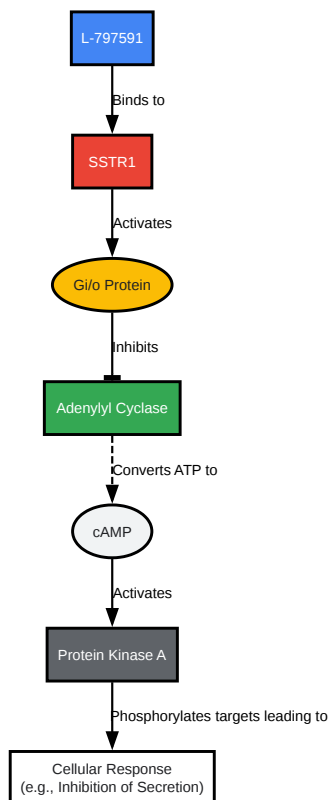 L-797591
Binds to
SSTR1
Activates
Gi/o Protein
Inhibits
Adenylyl Cyclase
Converts ATP to
cAMP
Activates
Protein Kinase A
Phosphorylates targets leading to
Cellular Response
(e.g., Inhibition of Secretion)